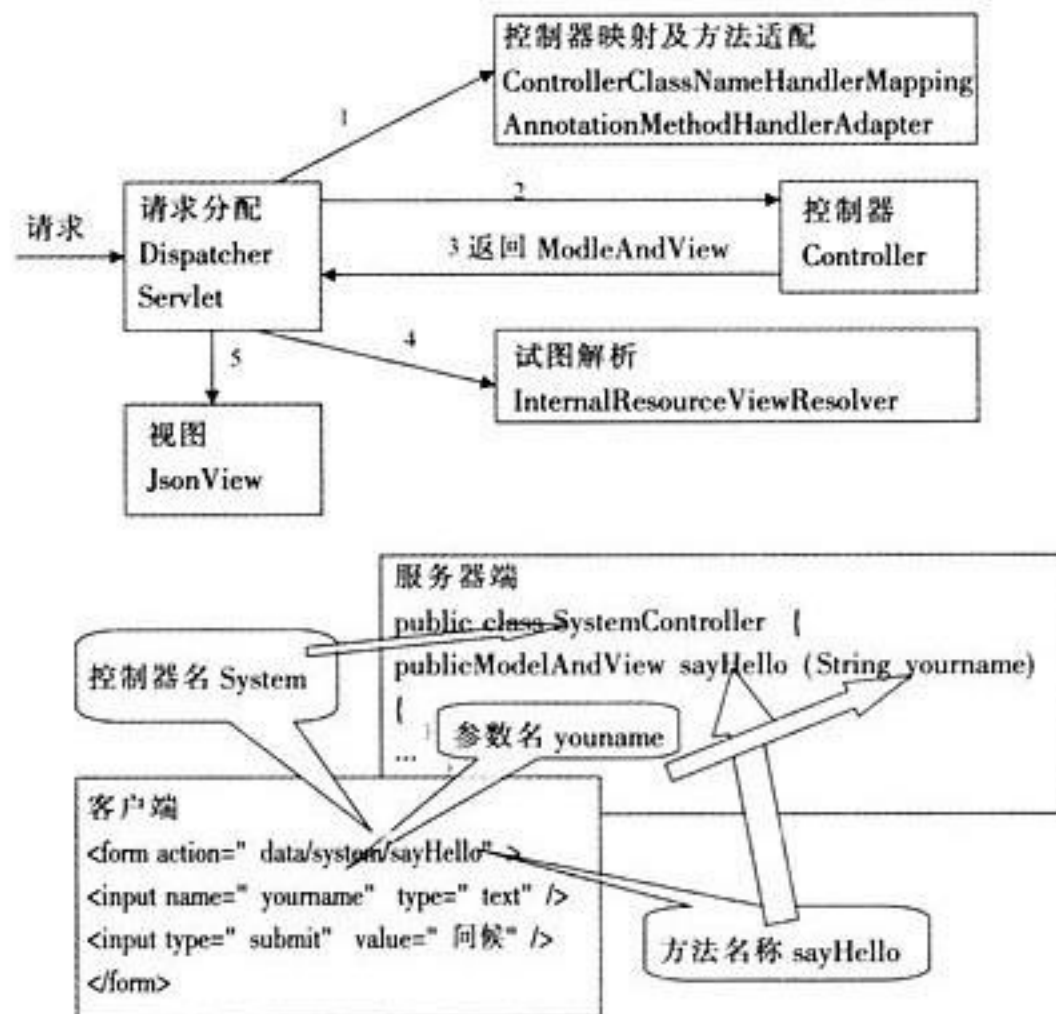 控制器映射及方法适配
ControllerClassNameHandlerMapping
AnnotationMethodHandlerAdapter
1
请求
请求分配
Dispatcher
Servlet
2
3 返回 ModleAndView
控制器
Controller
4
试图解析
InternalResourceViewResolver
5
视图
JsonView
服务器端
public class SystemController {
publicModelAndView sayHello (String yourname)
{
...
控制器名 System
参数名 youname
客户端
<form action=" data/system/sayHello" >
<input name=" yourname" type=" text" />
<input type=" submit" value=" 问候" />
</form>
方法名称 sayHello